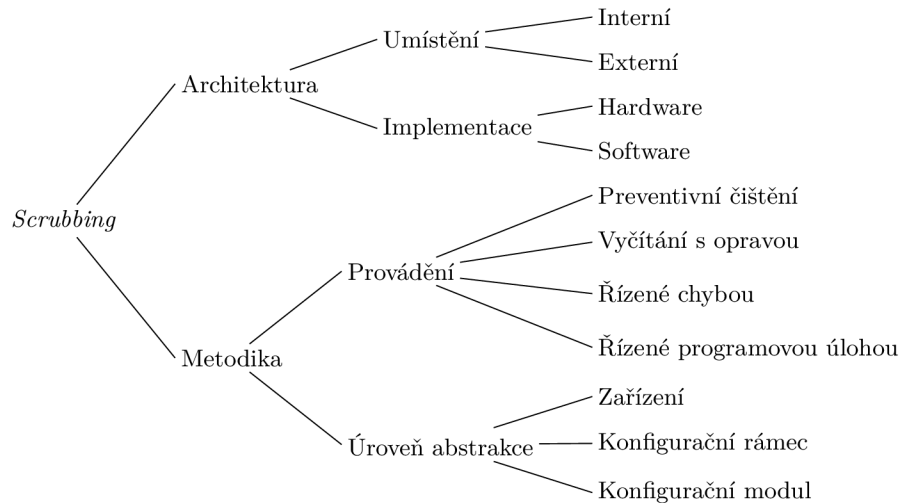 Scrubbing
Architektura
Umístění
Interní
Externí
Implementace
Hardware
Software
Metodika
Provádění
Preventivní čištění
Vyčítání s opravou
Řízené chybou
Řízené programovou úlohou
Úroveň abstrakce
Zařízení
Konfigurační rámec
Konfigurační modul